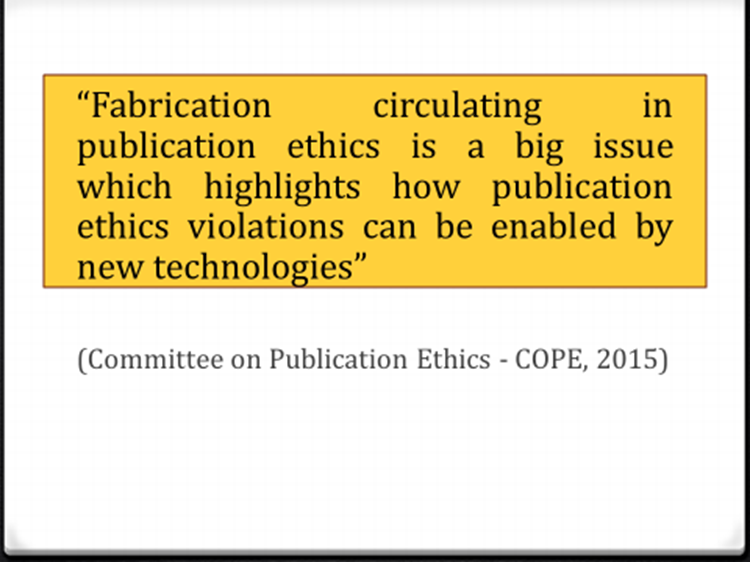 “Fabrication circulating in
publication ethics is a big issue
which highlights how publication
ethics violations can be enabled by
new technologies”
(Committee on Publication Ethics - COPE, 2015)